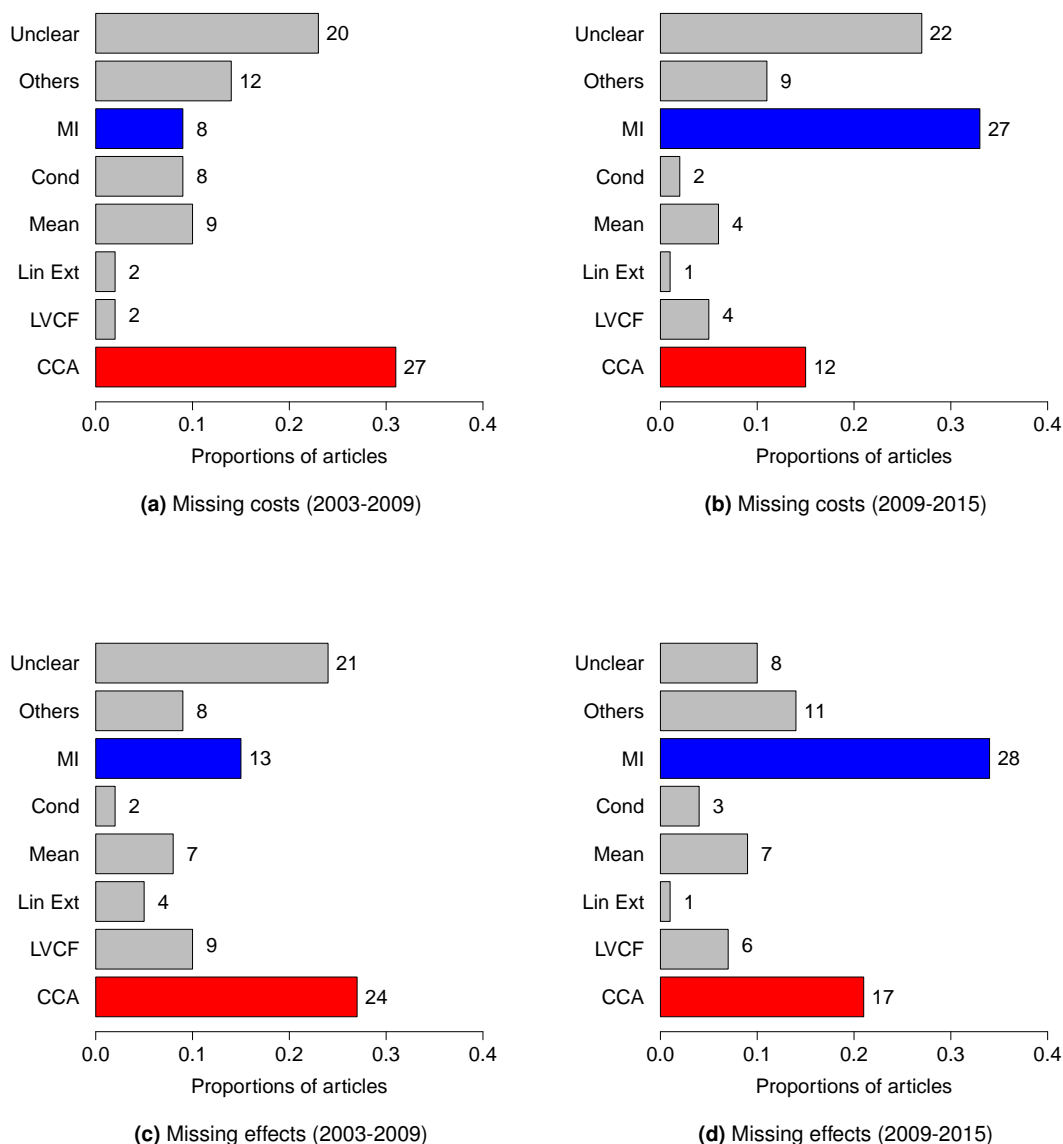 Unclear 20
Others 12
MI 8
Cond 8
Mean 9
Lin Ext 2
LVCF 2
CCA 27
0.0 0.1 0.2 0.3 0.4
Proportions of articles
(a) Missing costs (2003-2009)
Unclear 22
Others 9
MI 27
Cond 2
Mean 4
Lin Ext 1
LVCF 4
CCA 12
0.0 0.1 0.2 0.3 0.4
Proportions of articles
(b) Missing costs (2009-2015)
Unclear 21
Others 8
MI 13
Cond 2
Mean 7
Lin Ext 4
LVCF 9
CCA 24
0.0 0.1 0.2 0.3 0.4
Proportions of articles
(c) Missing effects (2003-2009)
Unclear 8
Others 11
MI 28
Cond 3
Mean 7
Lin Ext 1
LVCF 6
CCA 17
0.0 0.1 0.2 0.3 0.4
Proportions of articles
(d) Missing effects (2009-2015)